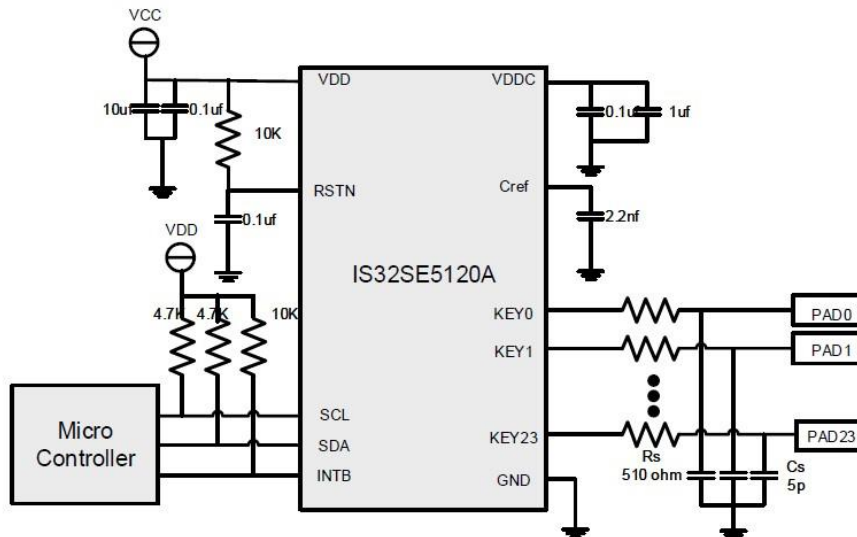 VCC
VDD
VDDC
10uf
0.1uf
10K
0.1uf
1uf
RSTN
Cref
0.1uf
2.2nf
VDD
IS32SE5120A
4.7K
4.7K
10K
KEY0
PAD0
KEY1
PAD1
Micro
Controller
SCL
SDA
INTB
KEY23
PAD23
Rs
510 ohm
Cs
5p
GND